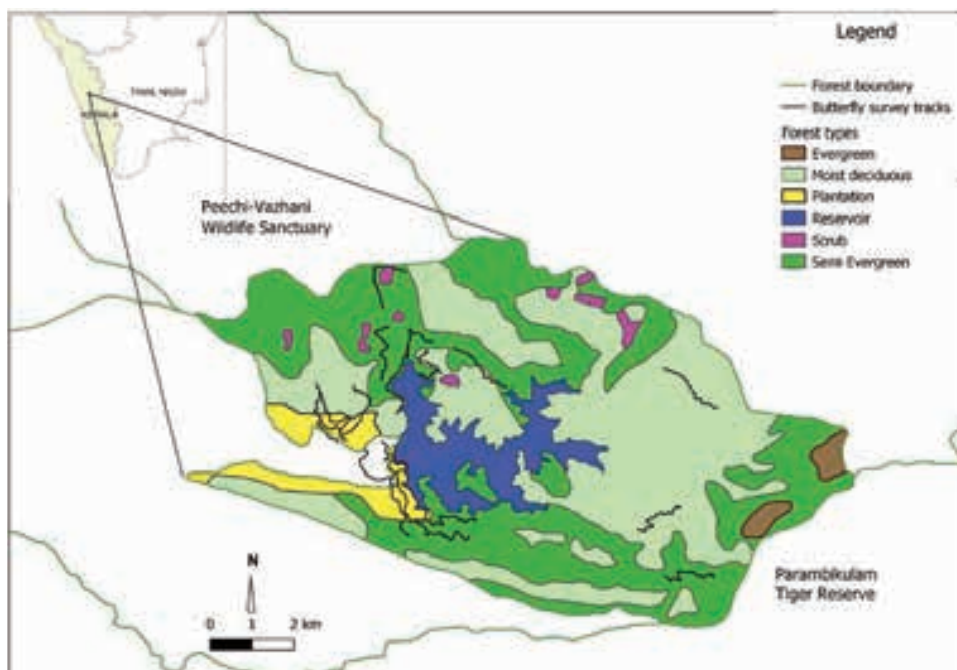 Legend
Forest boundary
Butterfly survey tracks
Forest types
Evergreen
Moist deciduous
Plantation
Reservoir
Scrub
Semi Evergreen
TAMIL NADU
KERALA
Peechi-Vazhani
Wildlife Sanctuary
Parambikulam
Tiger Reserve
N
0 1 2 km